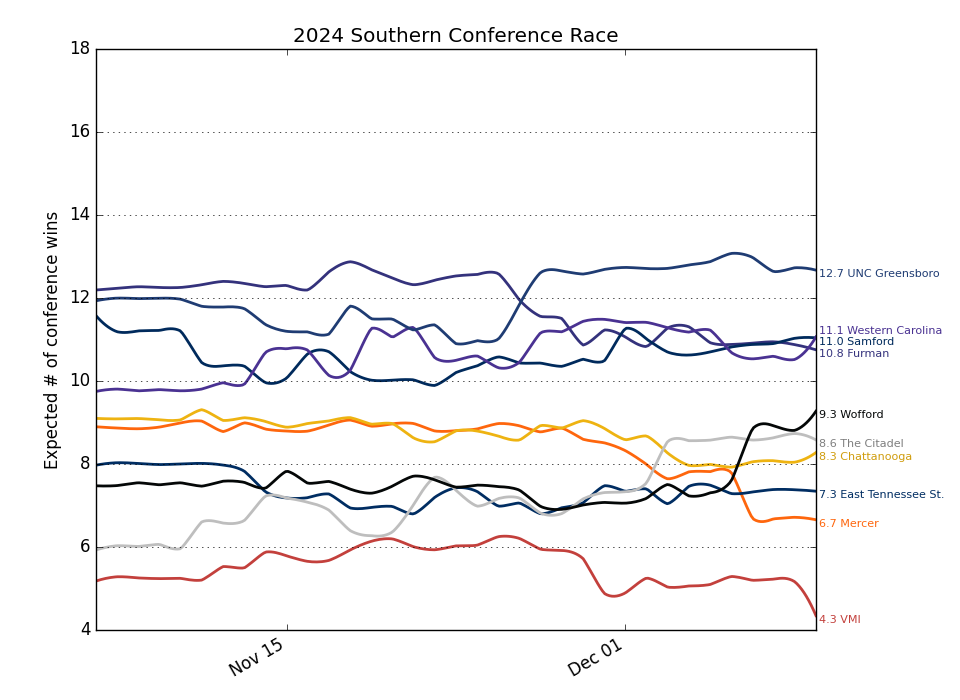 2024 Southern Conference Race
Expected # of conference wins
18
16
14
12
10
8
6
4
12.7 UNC Greensboro
11.1 Western Carolina
11.0 Samford
10.8 Furman
9.3 Wofford
8.6 The Citadel
8.3 Chattanooga
7.3 East Tennessee St.
6.7 Mercer
4.3 VMI
Nov 15
Dec 01